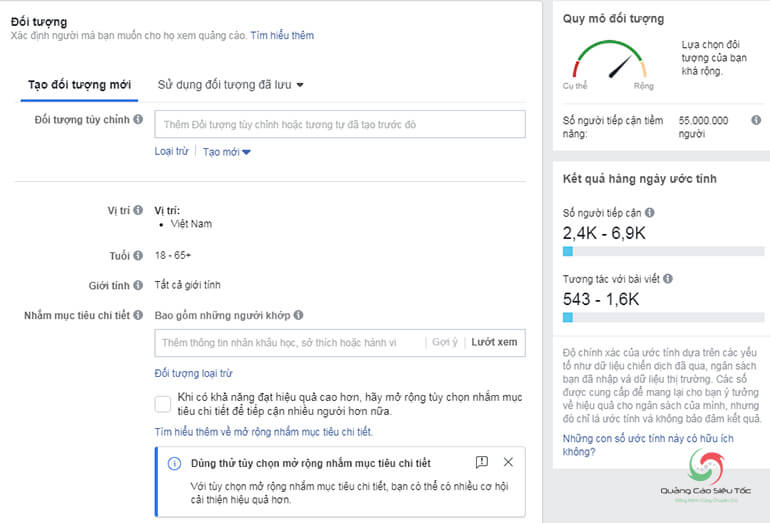 Đối tượng
Xác định người mà bạn muốn cho họ xem quảng cáo. Tìm hiểu thêm
Tạo đối tượng mới
Sử dụng đối tượng đã lưu
Đối tượng tùy chỉnh
Thêm Đối tượng tùy chỉnh hoặc tương tự đã tạo trước đó
Loại trừ
Tạo mới
Vị trí
Vị trí:
Việt Nam
Tuổi
18 - 65+
Giới tính
Tất cả giới tính
Nhắm mục tiêu chi tiết
Bao gồm những người khớp
Thêm thông tin nhân khẩu học, sở thích hoặc hành vi
Gợi ý
Lướt xem
Đối tượng loại trừ
Khi có khả năng đạt hiệu quả cao hơn, hãy mở rộng tùy chọn nhắm mục
tiêu chi tiết để tiếp cận nhiều người hơn nữa.
Tìm hiểu thêm về mở rộng nhắm mục tiêu chi tiết.
Dùng thử tùy chọn mở rộng nhắm mục tiêu chi tiết
Với tùy chọn mở rộng nhắm mục tiêu chi tiết, bạn có thể có nhiều cơ hội
cải thiện hiệu quả hơn.
Quy mô đối tượng
Cụ thể
Rộng
Lựa chọn đối
tượng của bạn
khá rộng.
Số người tiếp cận tiềm
năng:
55.000.000
người
Kết quả hàng ngày ước tính
Số người tiếp cận
2,4K - 6,9K
Tương tác với bài viết
543 - 1,6K
Độ chính xác của ước tính dựa trên các yếu
tố như dữ liệu chiến dịch đã qua, ngân sách
bạn đã nhập và dữ liệu thị trường. Các số
được cung cấp để mang lại cho bạn ý tưởng
về hiệu quả cho ngân sách của mình, nhưng
đó chỉ là ước tính và không bảo đảm kết quả.
Những con số ước tính này có hữu ích
không?
Quảng Cáo Siêu Tốc